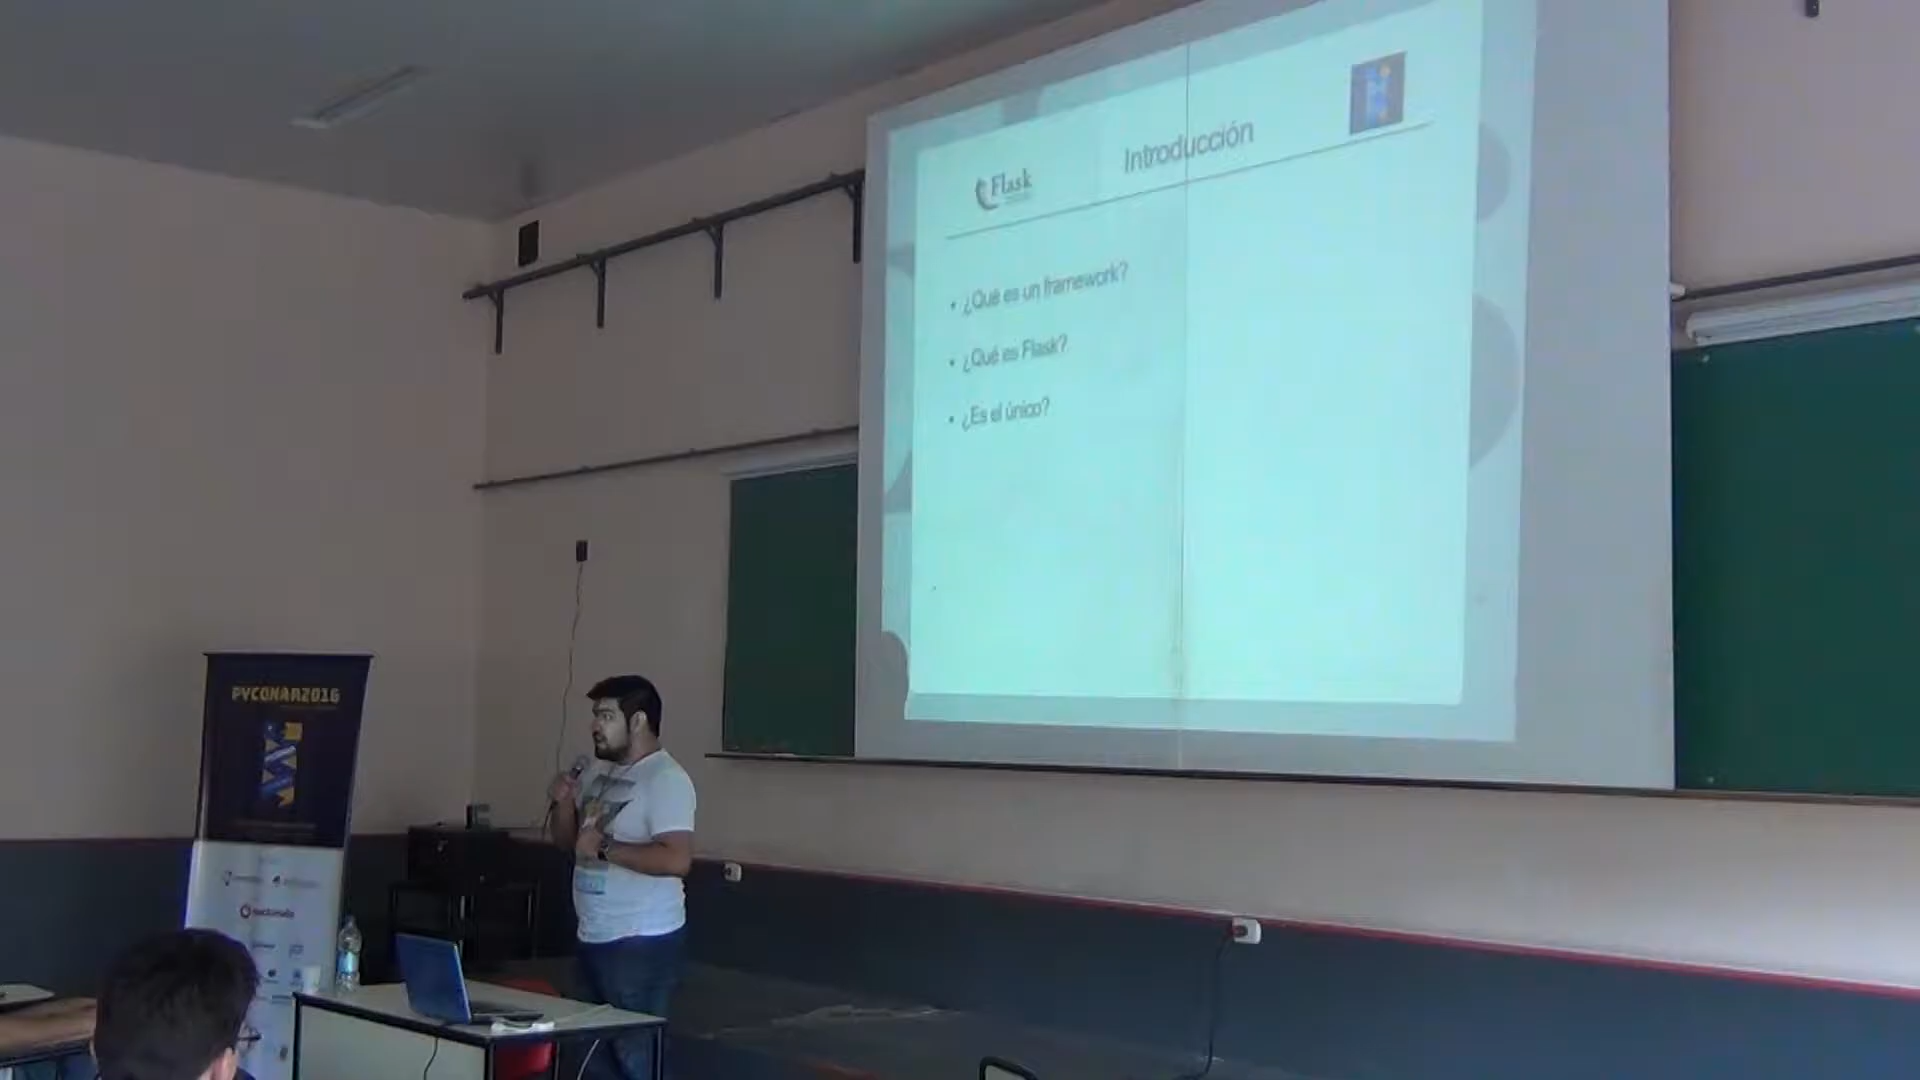 Introducción
Flask
• ¿Qué es un framework?
• ¿Qué es Flask?
• ¿Es el único?
PYCONAR2016